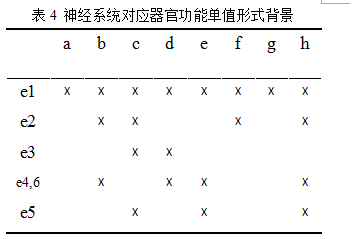 表 4 神经系统对应器官功能单值形式背景
a b c d e f g h
e1 x x x x x x x x
e2 x x x x
e3 x x
e4,6 x x x x
e5 x x x